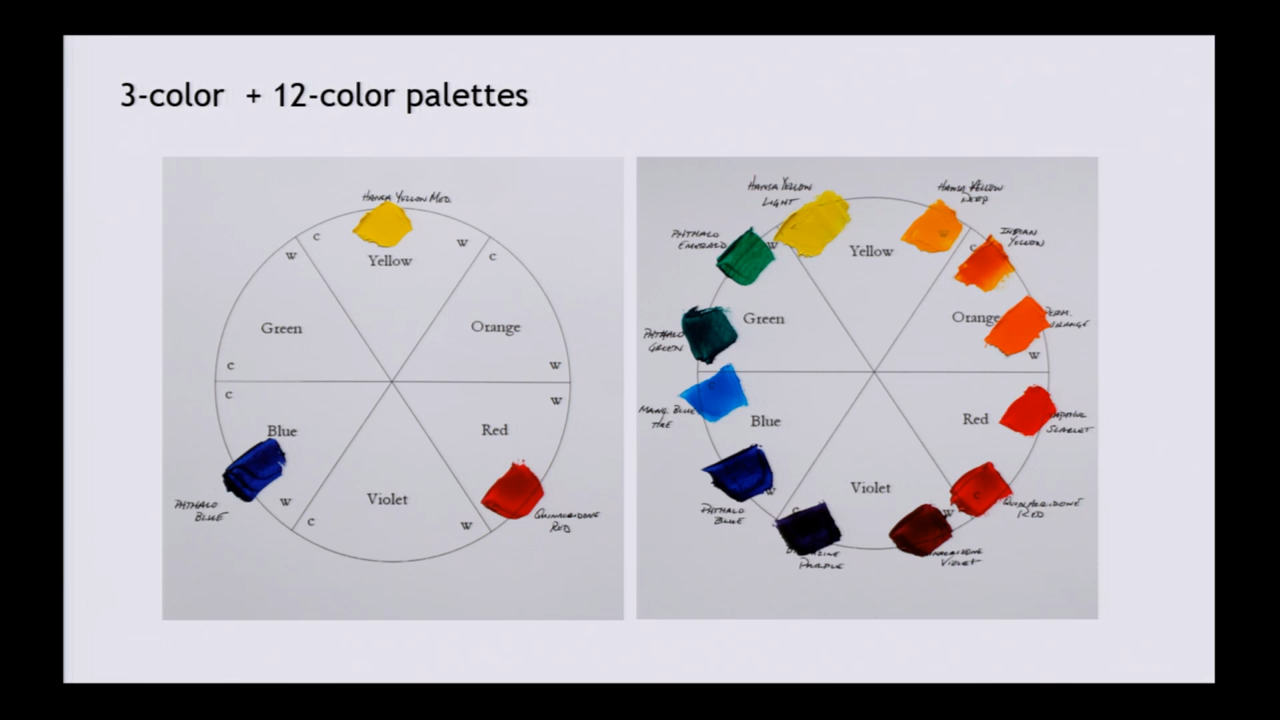 3-color + 12-color palettes
HANSA YELLOW MED.
C
W
W
C
Yellow
Green
Orange
C
W
C
W
Blue
Red
Violet
W
C
W
PHTHALO
BLUE
QUINACRIDONE
RED
HANSA YELLOW
LIGHT
HANSA YELLOW
DEEP
PHTHALO
EMERALD
INDIAN
YELLOW
W
C
Yellow
Green
Orange
PERM.
ORANGE
PHTHALO
GREEN
W
MANG. BLUE
Blue
Red
SCARLET
Violet
C
W
C
W
PHTHALO
BLUE
QUINACRIDONE
RED
PURPLE
VIOLET